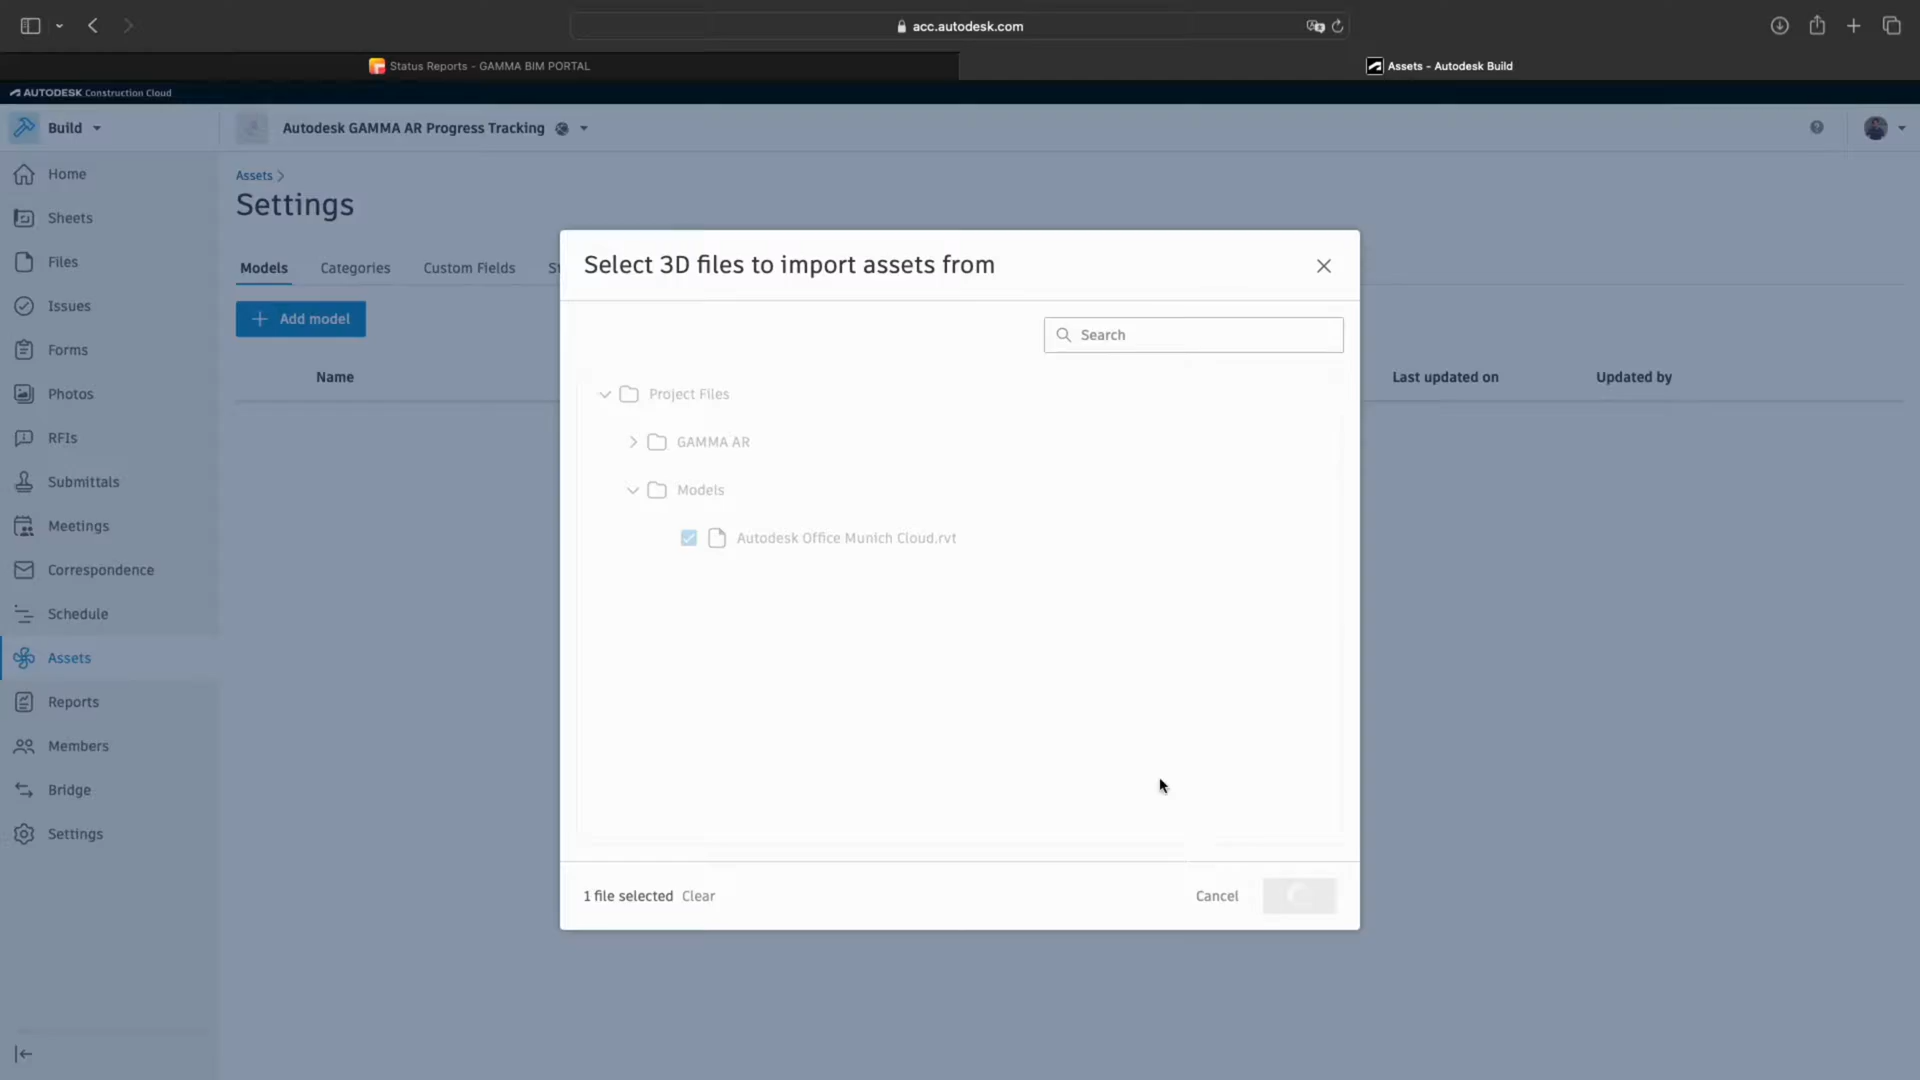 acc.autodesk.com
Status Reports - GAMMA BIM PORTAL
Assets - Autodesk Build
AUTODESK Construction Cloud
Build
Autodesk GAMMA AR Progress Tracking
Home
Sheets
Files
Issues
Forms
Photos
RFIs
Submittals
Meetings
Correspondence
Schedule
Assets
Reports
Members
Bridge
Settings
Assets
Settings
Models Categories Custom Fields
Add model
Name Last updated on Updated by
Select 3D files to import assets from
Search
Project Files
GAMMA AR
Models
Autodesk Office Munich Cloud.rvt
1 file selected Clear Cancel